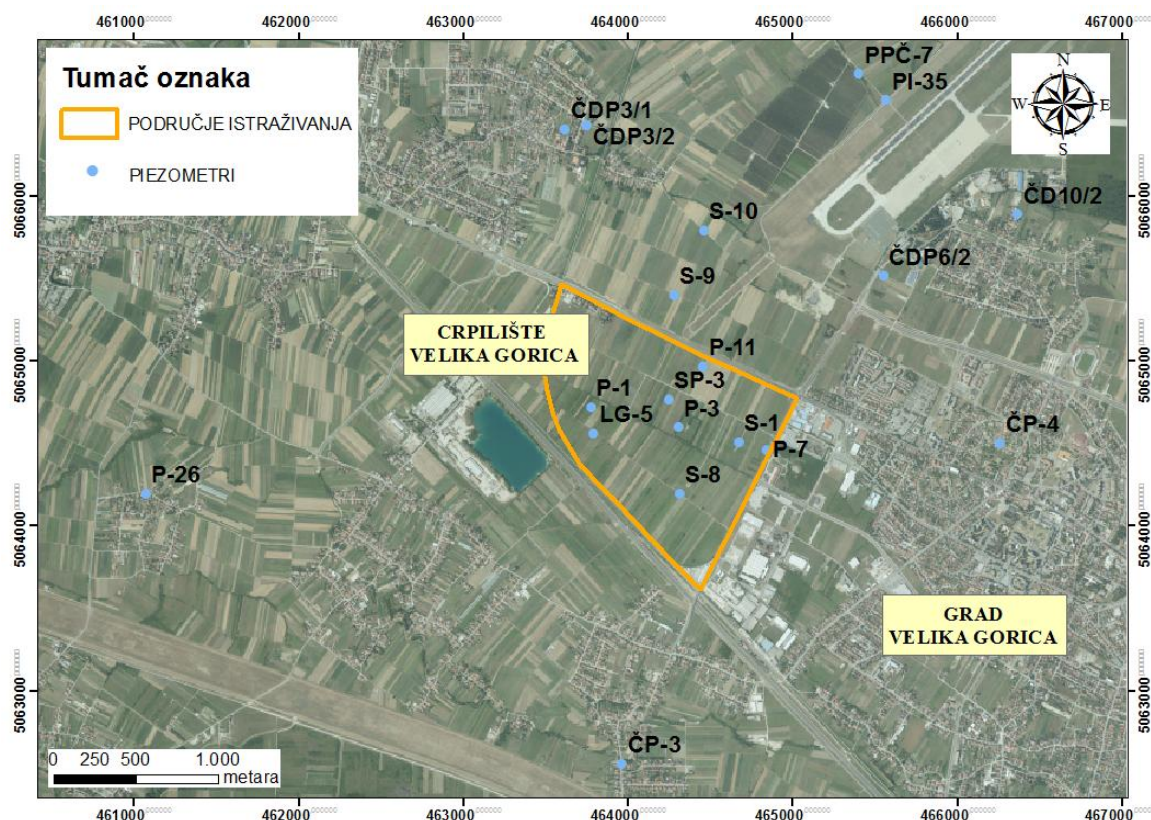 461000 462000 463000 464000 465000 466000 467000
Tumač oznaka
PODRUČJE ISTRAŽIVANJA
PIEZOMETRI
N
W E
S
PPČ-7
PI-35
ČDP3/1
ČDP3/2
ČD10/2
S-10
ČDP6/2
S-9
CRPILIŠTE
VELIKA GORICA
P-11
SP-3
P-1
LG-5
P-3
S-1
P-7
ČP-4
P-26
S-8
GRAD
VELIKA GORICA
ČP-3
0 250 500 1.000
metara
5066000
5065000
5064000
5063000
5066000
5065000
5064000
5063000
461000 462000 463000 464000 465000 466000 467000